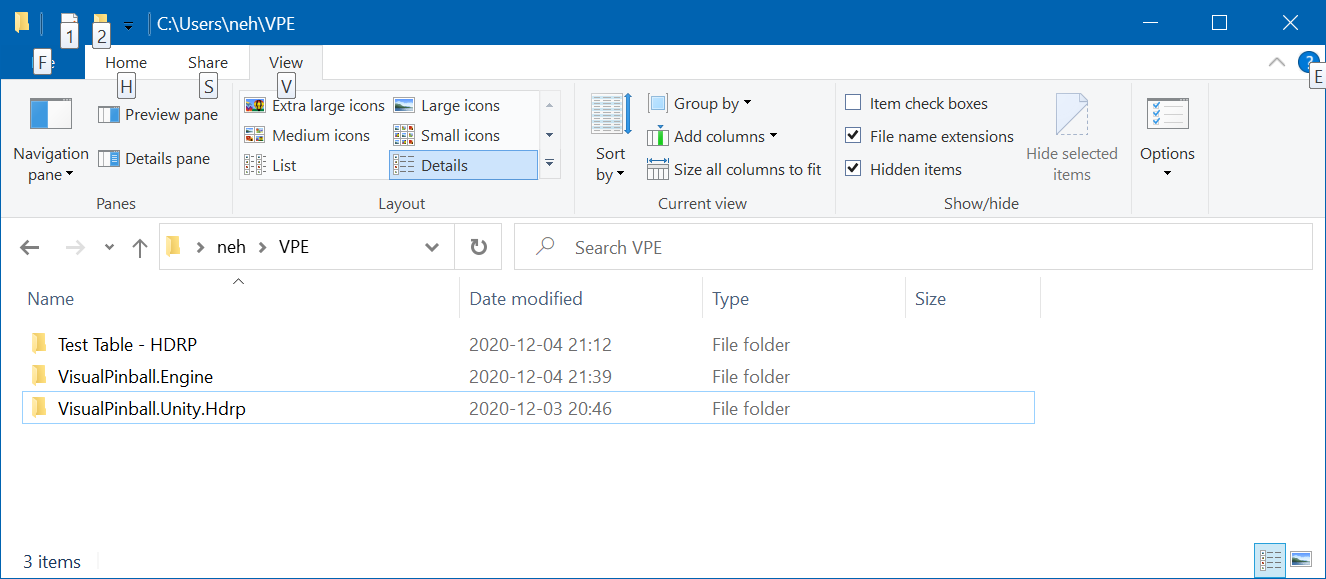 C:\Users\neh\VPE
1 2
F H S V E
Home Share View
Extra large icons Large icons
Preview pane
Medium icons Small icons
Navigation pane
Details pane
List Details
Panes
Layout
Sort by
Group by
Add columns
Size all columns to fit
Current view
Item check boxes
File name extensions
Hidden items
Hide selected items
Show/hide
Options
neh VPE
Search VPE
Name Date modified Type Size
Test Table - HDRP 2020-12-04 21:12 File folder
VisualPinball.Engine 2020-12-04 21:39 File folder
VisualPinball.Unity.Hdrp 2020-12-03 20:46 File folder
3 items